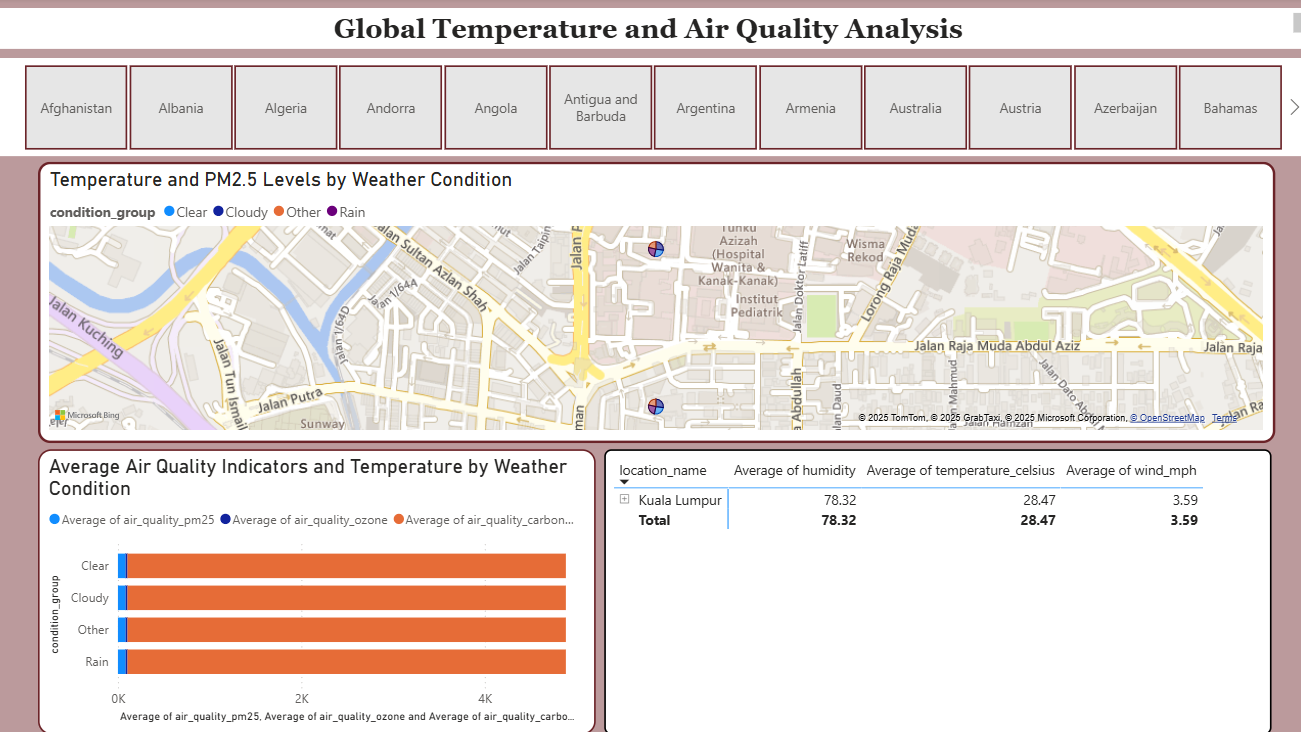 Global Temperature and Air Quality Analysis
Afghanistan
Albania
Algeria
Andorra
Angola
Antigua and
Barbuda
Argentina
Armenia
Australia
Austria
Azerbaijan
Bahamas
Temperature and PM2.5 Levels by Weather Condition
condition_group Clear Cloudy Other Rain
Jalan Sultan Azlan Shah
Jalan Taipin
Jalan 1/64A
Jalan 1/64D
Jalan Kuching
Jalan Tun Ismail
Jalan Putra
Sunway
Tunku
Azizah
(Hospital
Wanita &
Kanak-Kanak)
Institut
Pediatrik
Wisma
Rekod
Jalan Doktor Latiff
Lorong Raja Muda
Jalan Raja Muda Abdul Aziz
Jalan Raja
Abdullah
Jalan Daud
Mahmud
Microsoft Bing
© 2025 TomTom, © 2025 GrabTaxi, © 2025 Microsoft Corporation, © OpenStreetMap Terms
Average Air Quality Indicators and Temperature by Weather
Condition
Average of air_quality_pm25 Average of air_quality_ozone Average of air_quality_carbon...
condition_group
Clear
Cloudy
Other
Rain
0K 2K 4K
Average of air_quality_pm25, Average of air_quality_ozone and Average of air_quality_carbo...
location_name Average of humidity Average of temperature_celsius Average of wind_mph
Kuala Lumpur 78.32 28.47 3.59
Total 78.32 28.47 3.59